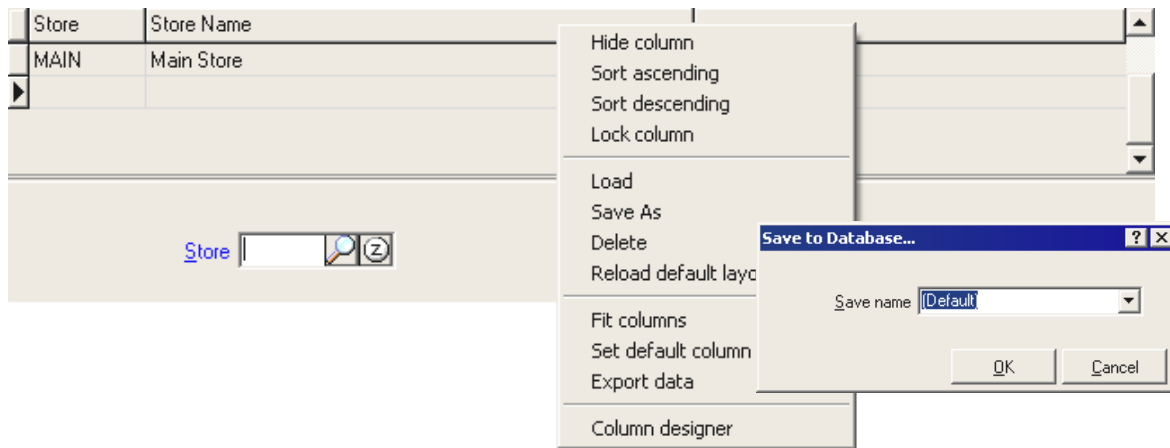 Store Store Name
MAIN Main Store
Hide column
Sort ascending
Sort descending
Lock column
Load
Save As
Delete
Reload default layo
Fit columns
Set default column
Export data
Column designer
Store
Save to Database...
Save name (Default)
OK Cancel